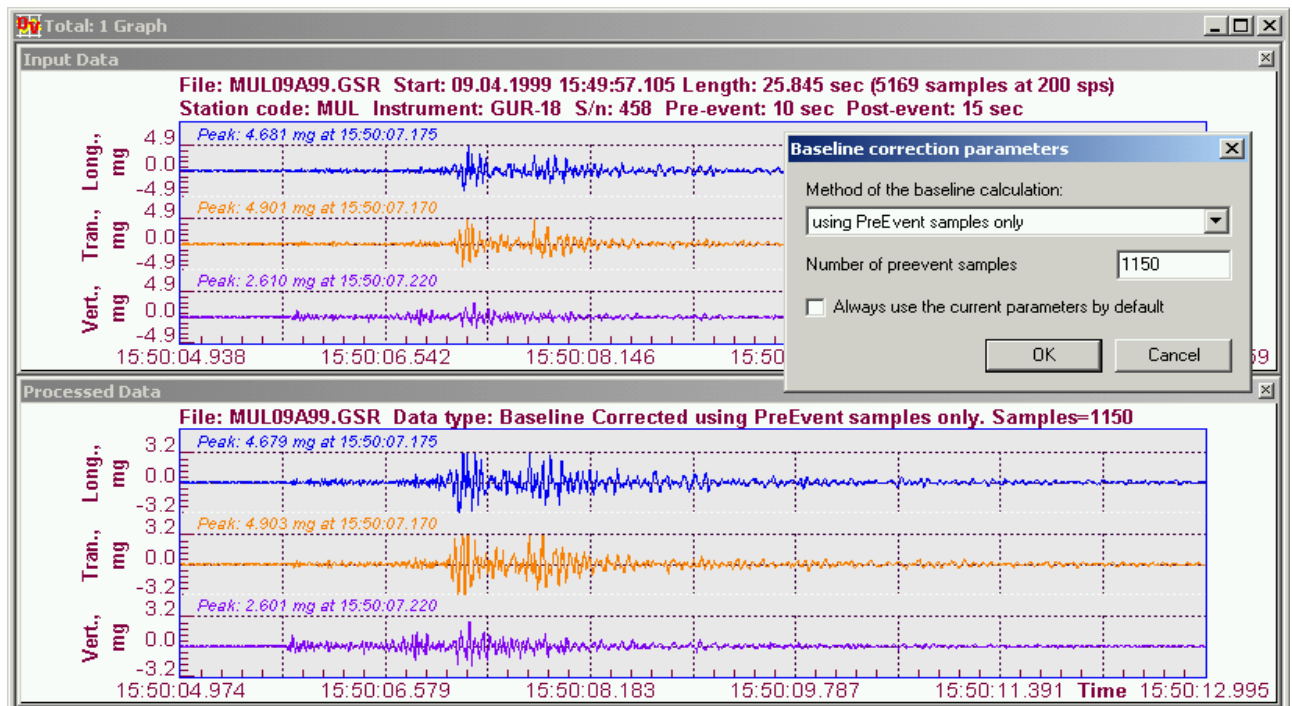 Total: 1 Graph
Input Data
File: MUL09A99.GSR Start: 09.04.1999 15:49:57.105 Length: 25.845 sec (5169 samples at 200 sps)
Station code: MUL Instrument: GUR-18 S/n: 458 Pre-event: 10 sec Post-event: 15 sec
Long., mg
4.9
0.0
-4.9
Peak: 4.681 mg at 15:50:07.175
Tran., mg
4.9
0.0
-4.9
Peak: 4.901 mg at 15:50:07.170
Vert., mg
4.9
0.0
-4.9
Peak: 2.610 mg at 15:50:07.220
15:50:04.938 15:50:06.542 15:50:08.146 15:50 59
Baseline correction parameters
Method of the baseline calculation:
using PreEvent samples only
Number of preevent samples 1150
Always use the current parameters by default
OK Cancel
Processed Data
File: MUL09A99.GSR Data type: Baseline Corrected using PreEvent samples only. Samples=1150
Long., mg
3.2
0.0
-3.2
Peak: 4.679 mg at 15:50:07.175
Tran., mg
3.2
0.0
-3.2
Peak: 4.903 mg at 15:50:07.170
Vert., mg
3.2
0.0
-3.2
Peak: 2.601 mg at 15:50:07.220
15:50:04.974 15:50:06.579 15:50:08.183 15:50:09.787 15:50:11.391 Time 15:50:12.995